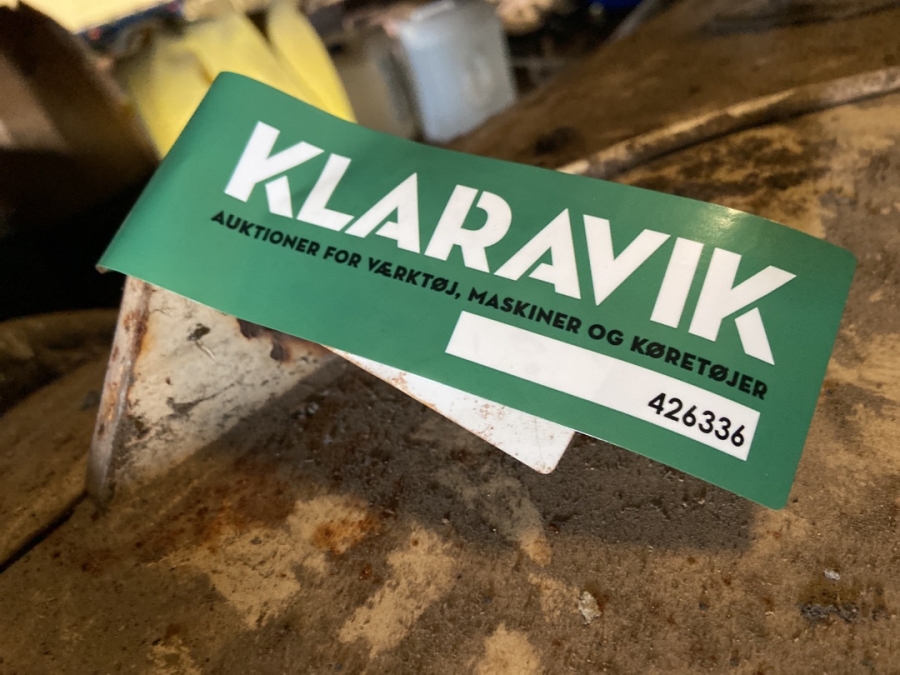 KLARAVIK
AUKTIONER FOR VÆRKTØJ, MASKINER OG KØRETØJER
426336